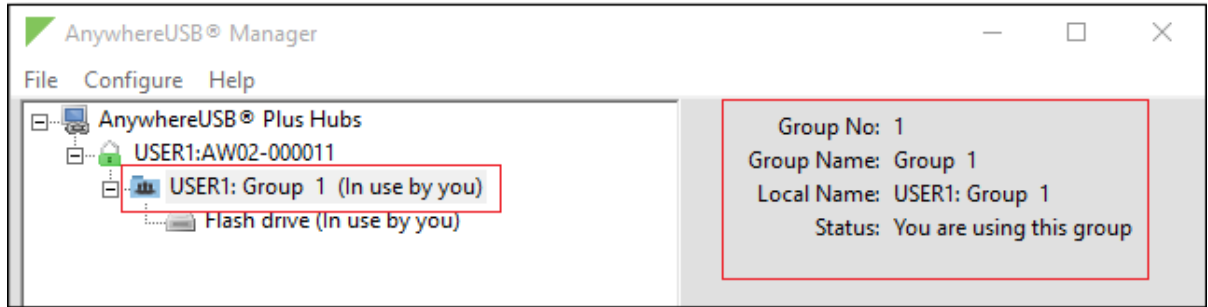 AnywhereUSB® Manager
File Configure Help
AnywhereUSB® Plus Hubs
USER1:AW02-000011
USER1: Group 1 (In use by you)
Flash drive (In use by you)
Group No: 1
Group Name: Group 1
Local Name: USER1: Group 1
Status: You are using this group